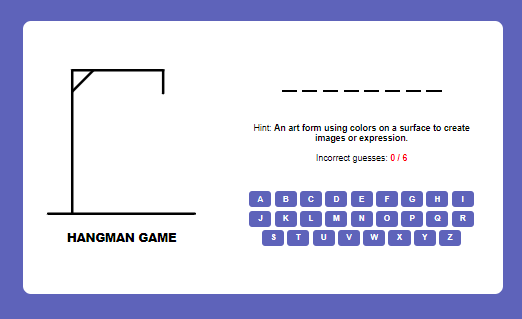 Hint: An art form using colors on a surface to create
images or expression.
Incorrect guesses: 0 / 6
A B C D E F G H I
J K L M N O P Q R
S T U V W X Y Z
HANGMAN GAME